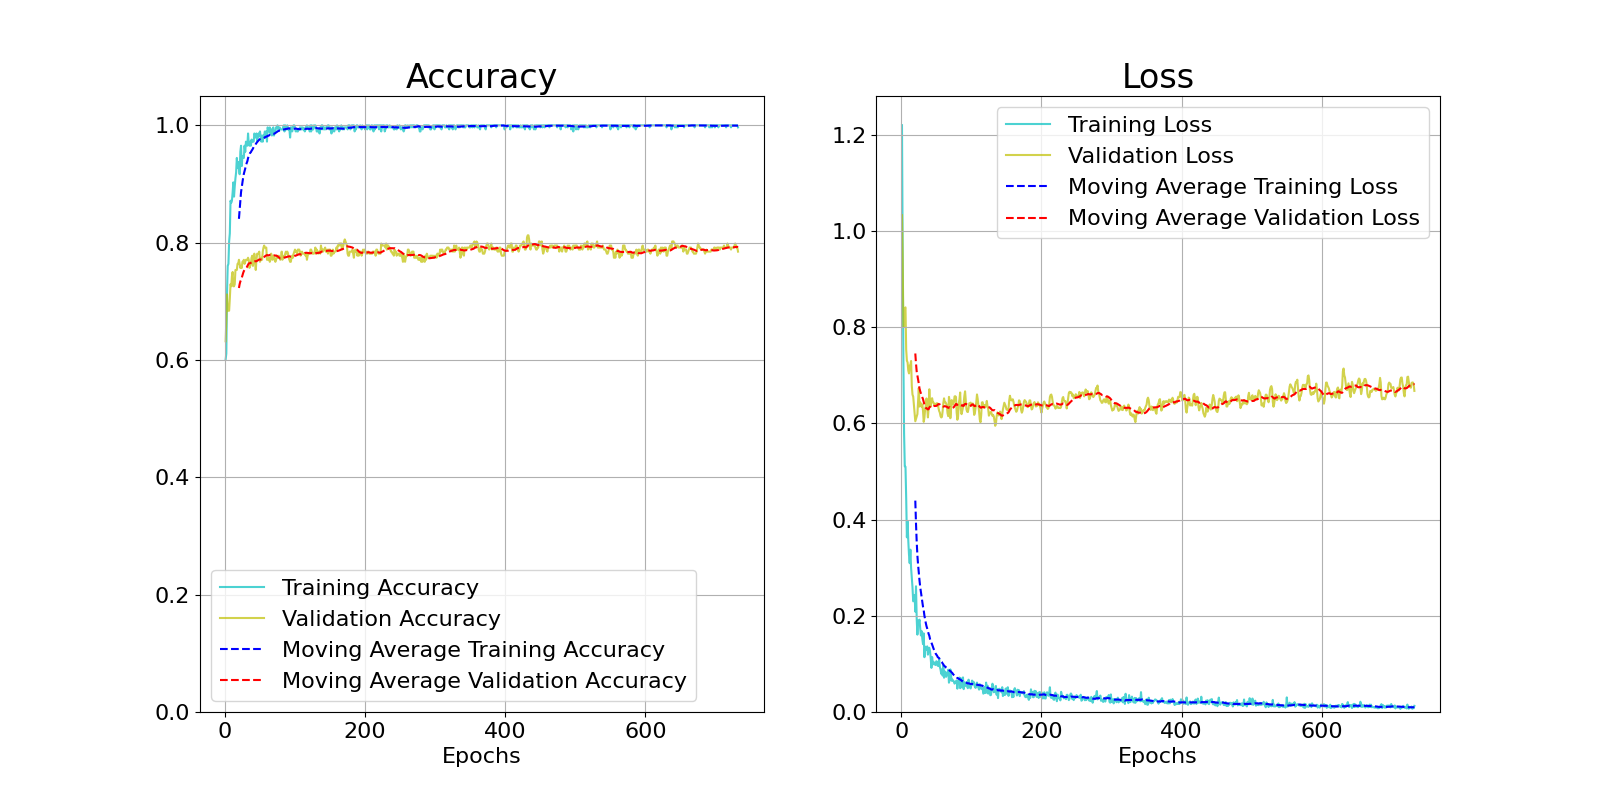 Accuracy
1.0
0.8
0.6
0.4
0.2
0.0
Training Accuracy
Validation Accuracy
Moving Average Training Accuracy
Moving Average Validation Accuracy
0 200 400 600
Epochs
Loss
1.2
1.0
0.8
0.6
0.4
0.2
0.0
Training Loss
Validation Loss
Moving Average Training Loss
Moving Average Validation Loss
0 200 400 600
Epochs